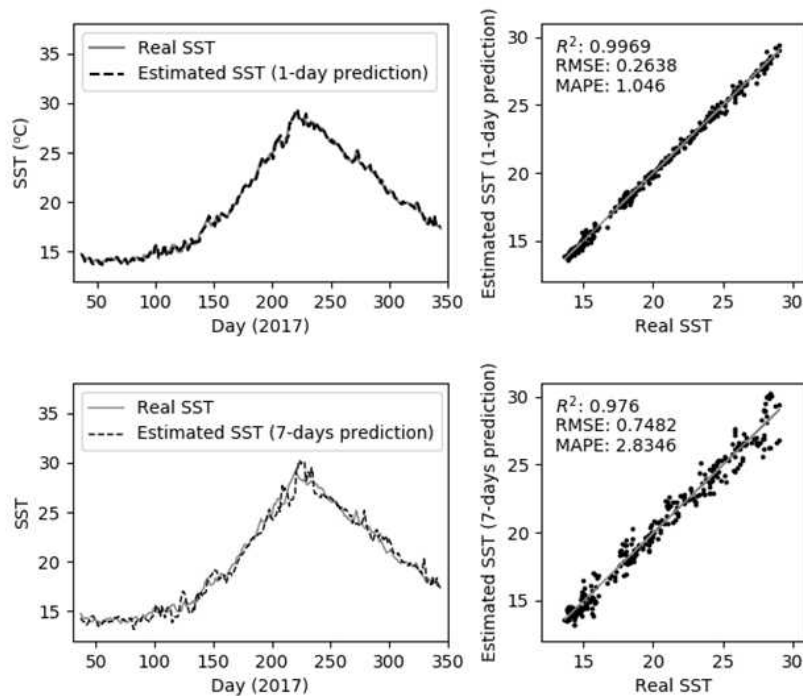 Real SST
Estimated SST (1-day prediction)
35
30
25
20
15
SST (°C)
50 100 150 200 250 300 350
Day (2017)
R²: 0.9969
RMSE: 0.2638
MAPE: 1.046
30
25
20
15
Estimated SST (1-day prediction)
15 20 25 30
Real SST
Real SST
Estimated SST (7-days prediction)
35
30
25
20
15
SST
50 100 150 200 250 300 350
Day (2017)
R²: 0.976
RMSE: 0.7482
MAPE: 2.8346
30
25
20
15
Estimated SST (7-days prediction)
15 20 25 30
Real SST